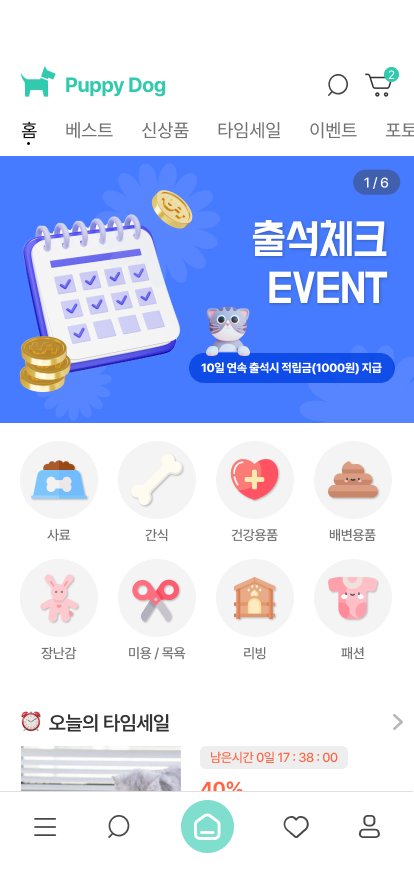 Puppy Dog
2
홈 베스트 신상품 타임세일 이벤트 포토
1 / 6
출석체크
EVENT
10일 연속 출석시 적립금(1000원) 지급
사료 간식 건강용품 배변용품
장난감 미용 / 목욕 리빙 패션
오늘의 타임세일
남은시간 0일 17 : 38 : 00
40%